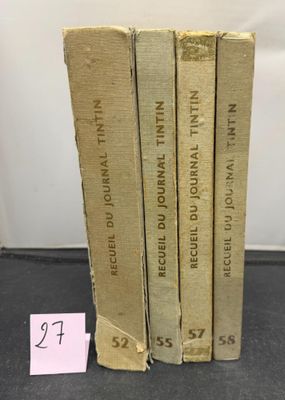 RECUEIL DU JOURNAL TINTIN
52
RECUEIL DU JOURNAL TINTIN
55
RECUEIL DU JOURNAL TINTIN
57
RECUEIL DU JOURNAL TINTIN
58
27